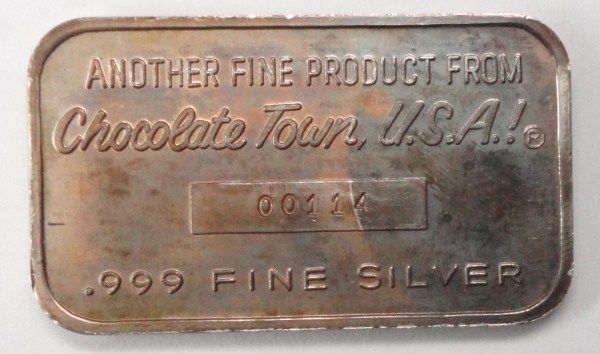 ANOTHER FINE PRODUCT FROM
Chocolate Town, U.S.A.! ®
00114
.999 FINE SILVER